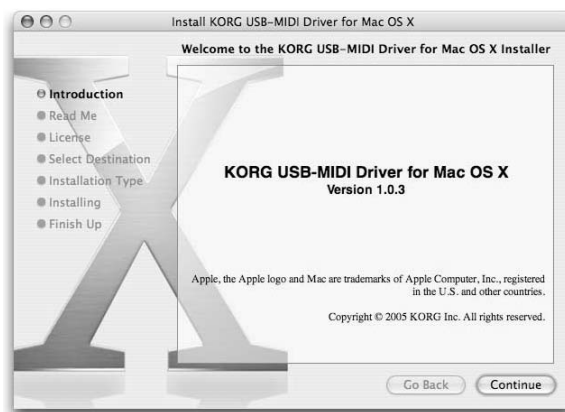 Install KORG USB-MIDI Driver for Mac OS X
Welcome to the KORG USB-MIDI Driver for Mac OS X Installer
Introduction
Read Me
License
Select Destination
Installation Type
Installing
Finish Up
KORG USB-MIDI Driver for Mac OS X
Version 1.0.3
Apple, the Apple logo and Mac are trademarks of Apple Computer, Inc., registered
in the U.S. and other countries.
Copyright © 2005 KORG Inc. All rights reserved.
Go Back
Continue